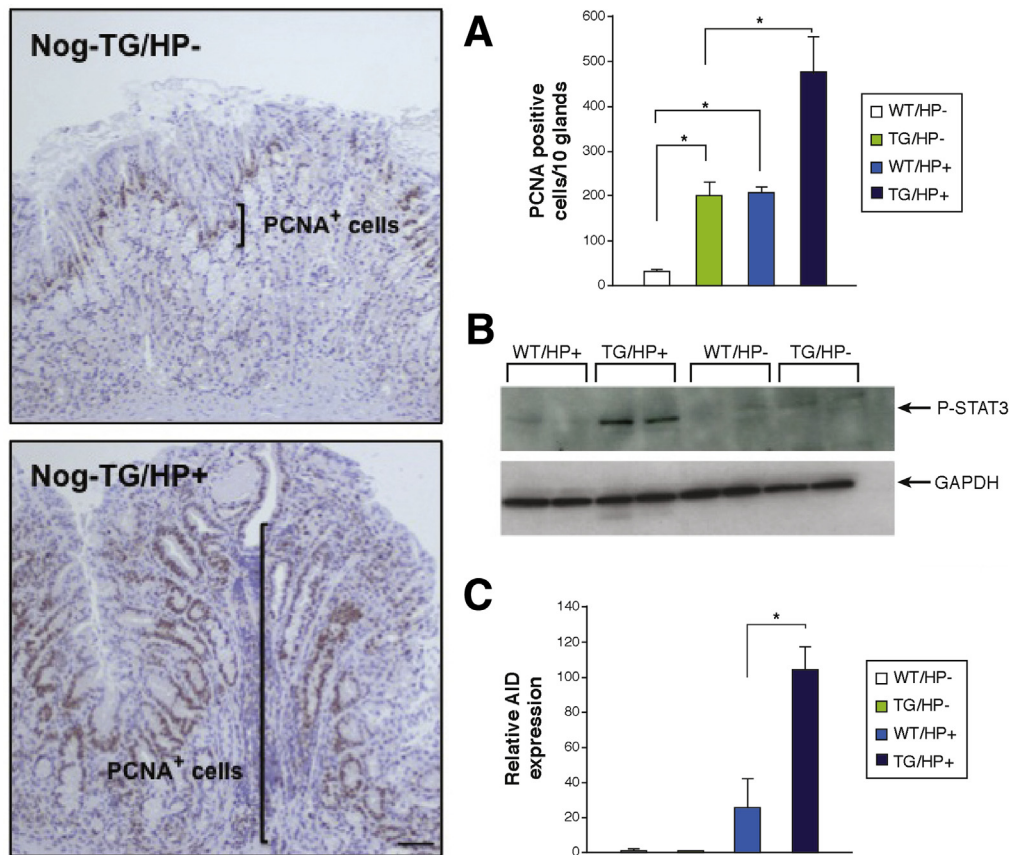 Nog-TG/HP-
PCNA+ cells
Nog-TG/HP+
PCNA+ cells
A
PCNA positive
cells/10 glands
600
500
400
300
200
100
0
*
*
*
WT/HP-
TG/HP-
WT/HP+
TG/HP+
B
WT/HP+ TG/HP+ WT/HP- TG/HP-
P-STAT3
GAPDH
C
Relative AID
expression
140
120
100
80
60
40
20
0
*
WT/HP-
TG/HP-
WT/HP+
TG/HP+